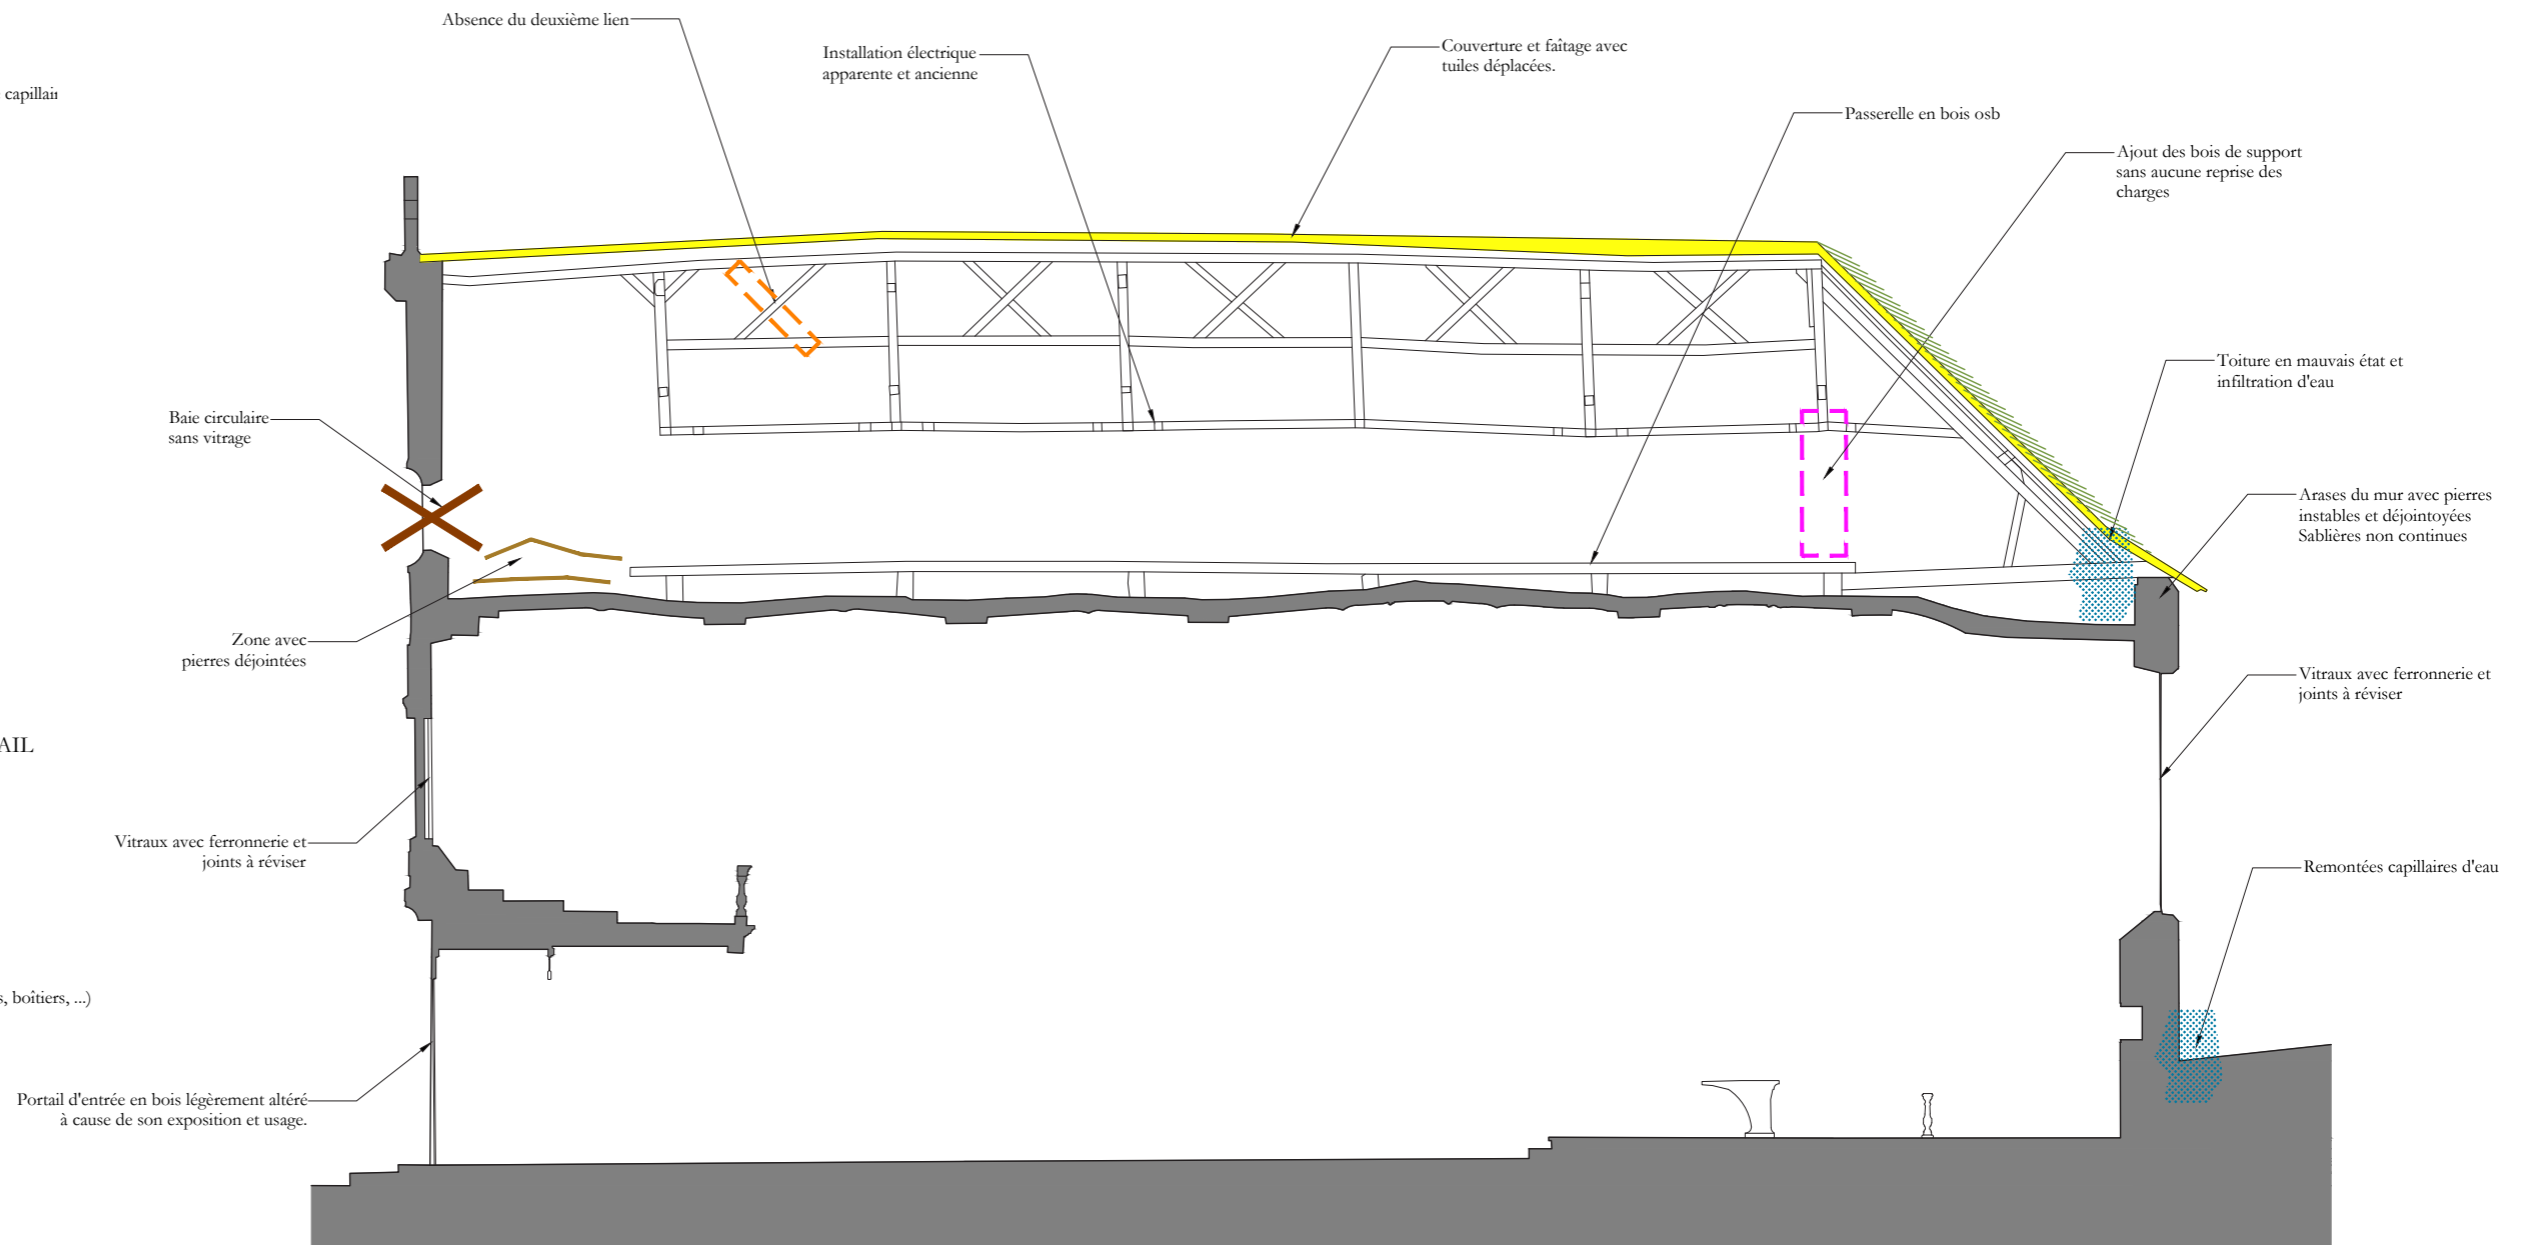 Absence du deuxième lien
Installation électrique
apparente et ancienne
Couverture et faîtage avec
tuiles déplacées.
Passerelle en bois osb
Ajout des bois de support
sans aucune reprise des
charges
Toiture en mauvais état et
infiltration d'eau
Arases du mur avec pierres
instables et déjointoyées
Sablières non continues
Vitraux avec ferronnerie et
joints à réviser
Remontées capillaires d'eau
capillair
Baie circulaire
sans vitrage
Zone avec
pierres déjointées
AIL
Vitraux avec ferronnerie et
joints à réviser
s, boîtiers, ...)
Portail d'entrée en bois légèrement altéré
à cause de son exposition et usage.